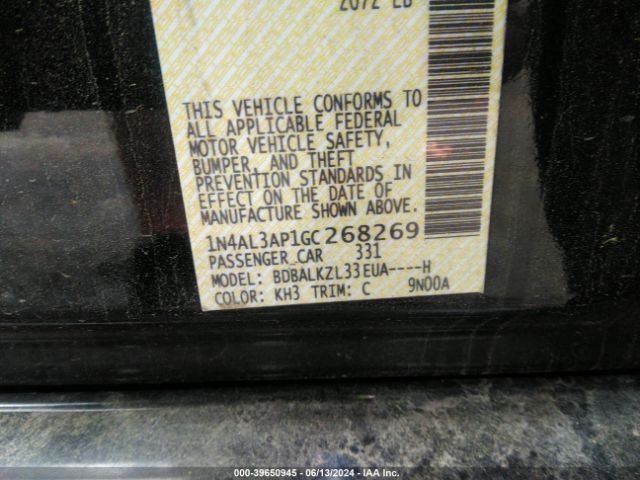 2072 LB
THIS VEHICLE CONFORMS TO
ALL APPLICABLE FEDERAL
MOTOR VEHICLE SAFETY,
BUMPER, AND THEFT
PREVENTION STANDARDS IN
EFFECT ON THE DATE OF
MANUFACTURE SHOWN ABOVE.
1N4AL3AP1GC268269
PASSENGER CAR 331
MODEL: BDBALKZL33EUA----H
COLOR: KH3 TRIM: C 9N00A
000-39650945 - 06/13/2024 - IAA Inc.